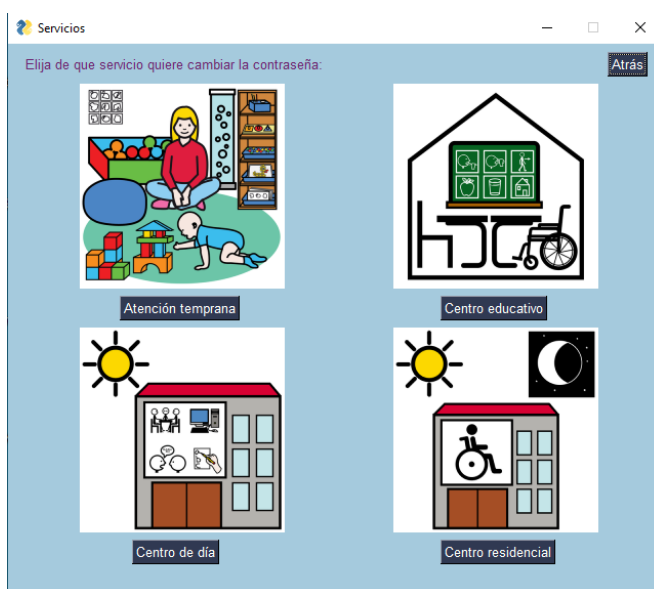 Servicios
Elija de que servicio quiere cambiar la contraseña:
Atrás
Atención temprana
Centro educativo
Centro de día
Centro residencial